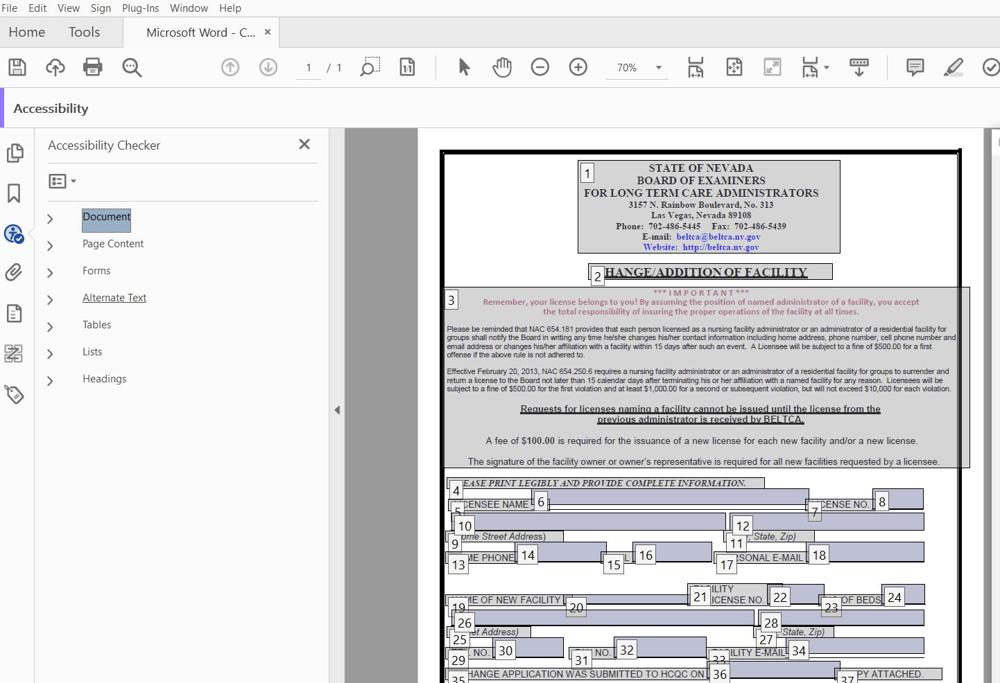 File Edit View Sign Plug-Ins Window Help
Home Tools Microsoft Word - C... ×
1 / 1 70%
Accessibility
Accessibility Checker
Document
Page Content
Forms
Alternate Text
Tables
Lists
Headings
1 STATE OF NEVADA
BOARD OF EXAMINERS
FOR LONG TERM CARE ADMINISTRATORS
3157 N. Rainbow Boulevard, No. 313
Las Vegas, Nevada 89108
Phone: 702-486-5445 Fax: 702-486-5439
E-mail: beltca@beltca.nv.gov
Website: http://beltca.nv.gov
2 HANGE/ADDITION OF FACILITY
3 ***IMPORTANT***
Remember, your license belongs to you! By assuming the position of named administrator of a facility, you accept
the total responsibility of insuring the proper operations of the facility at all times.
Please be reminded that NAC 654.181 provides that each person licensed as a nursing facility administrator or an administrator of a residential facility for
groups shall notify the Board in writing any time he/she changes his/her contact information including home address, phone number, cell phone number and
email address or changes his/her affiliation with a facility within 15 days after such an event. A Licensee will be subject to a fine of $500.00 for a first
offense if the above rule is not adhered to.
Effective February 20, 2013, NAC 654.250.6 requires a nursing facility administrator or an administrator of a residential facility for groups to surrender and
return a license to the Board not later than 15 calendar days after terminating his or her affiliation with a named facility for any reason. Licensees will be
subject to a fine of $500.00 for the first violation and at least $1,000.00 for a second or subsequent violation, but will not exceed $10,000 for each violation.
Requests for licenses naming a facility cannot be issued until the license from the
previous administrator is received by BELTCA.
A fee of $100.00 is required for the issuance of a new license for each new facility and/or a new license.
The signature of the facility owner or owner's representative is required for all new facilities requested by a licensee.
4 EASE PRINT LEGIBLY AND PROVIDE COMPLETE INFORMATION.
5 ICENSEE NAME 6 7 ICENSE NO. 8
10 12
9 ome Street Address) 11 , State, Zip)
13 ME PHONE 14 15 L 16 17 RSONAL E-MAIL 18
19 ME OF NEW FACILITY 20 21 FACILITY
LICENSE NO. 22 23 OF BEDS 24
26 28
25 et Address) 27 , State, Zip)
29 . NO. 30 31 NO. 32 33 FACILITY E-MAIL 34
35 HANGE APPLICATION WAS SUBMITTED TO HCQC ON 36 37 PY ATTACHED.